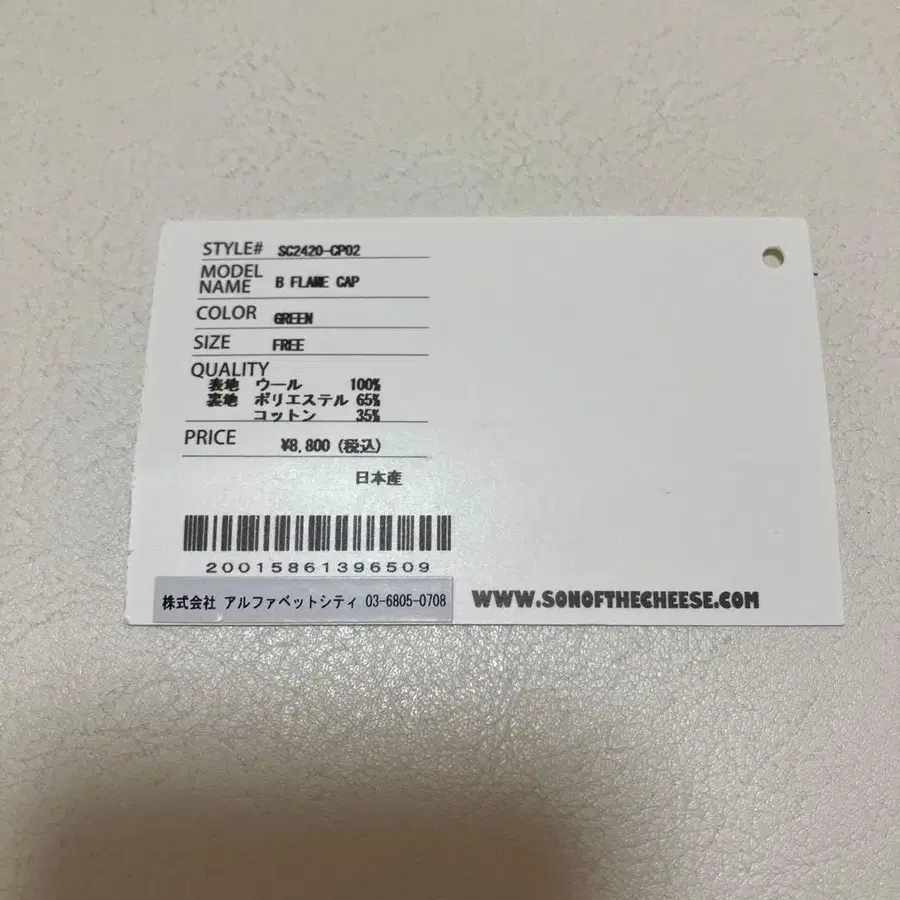 STYLE# SC2420-CP02
MODEL NAME B FLAME CAP
COLOR GREEN
SIZE FREE
QUALITY
表地 ウール 100%
裏地 ポリエステル 65%
コットン 35%
PRICE ¥8,800 (税込)
日本産
20015861396509
株式会社 アルファベットシティ 03-6805-0708
WWW.SONOFTHECHEESE.COM